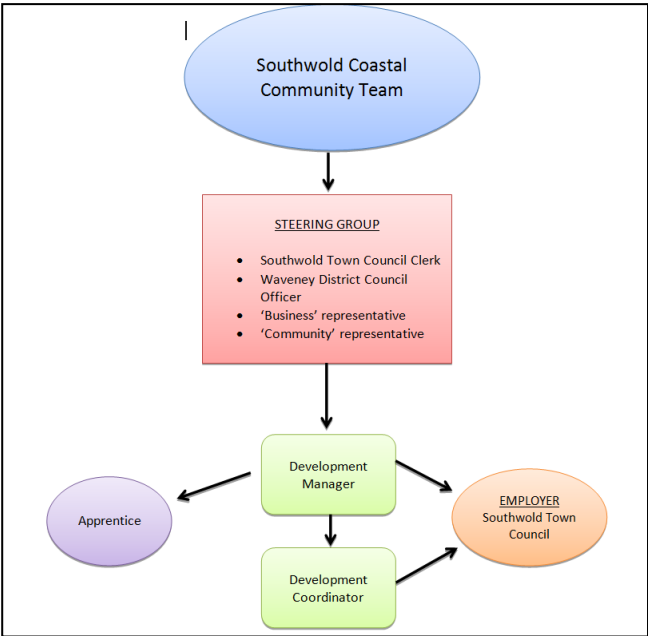 Southwold Coastal
Community Team
STEERING GROUP
• Southwold Town Council Clerk
• Waveney District Council
Officer
• ‘Business’ representative
• ‘Community’ representative
Development
Manager
Apprentice
EMPLOYER
Southwold Town
Council
Development
Coordinator